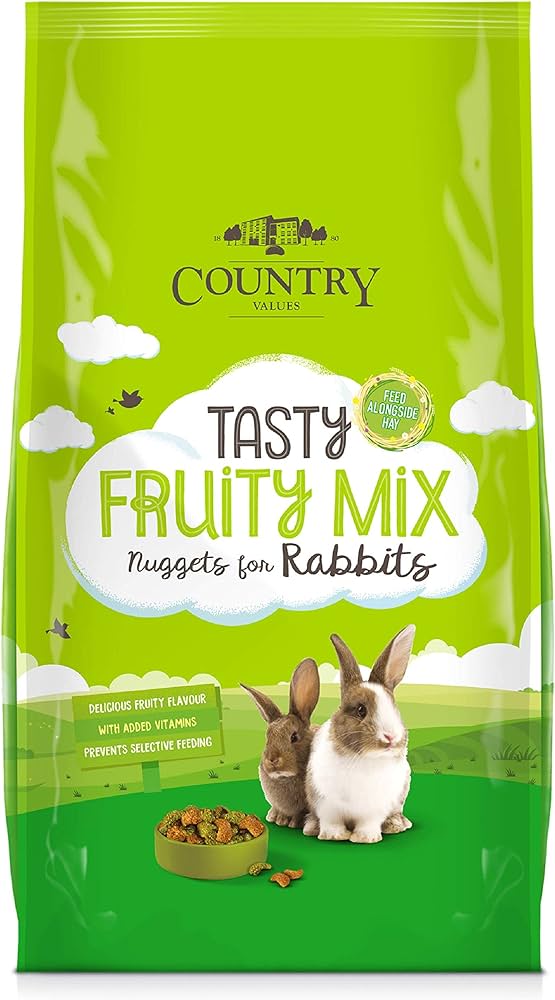 18 80
COUNTRY
VALUES
FEED
ALONGSIDE
HAY
TASTY
FRUiTY MiX
Nuggets for Rabbits
DELICIOUS FRUITY FLAVOUR
WITH ADDED VITAMINS
PREVENTS SELECTIVE FEEDING